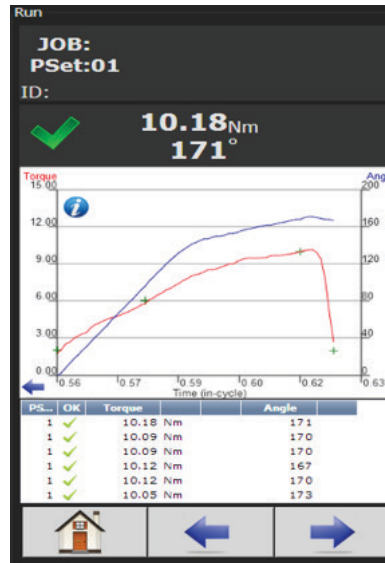 Run
JOB:
PSet:01
ID:
10.18Nm
171°
Torque Ang
15.00 200
12.00 160
9.00 120
6.00 80
3.00 40
0.00 0
0.56 0.57 0.59 0.60 0.62 0.63
Time (in-cycle)
PS... OK Torque Angle
1 10.18 Nm 171
1 10.09 Nm 170
1 10.09 Nm 170
1 10.12 Nm 167
1 10.12 Nm 170
1 10.05 Nm 173